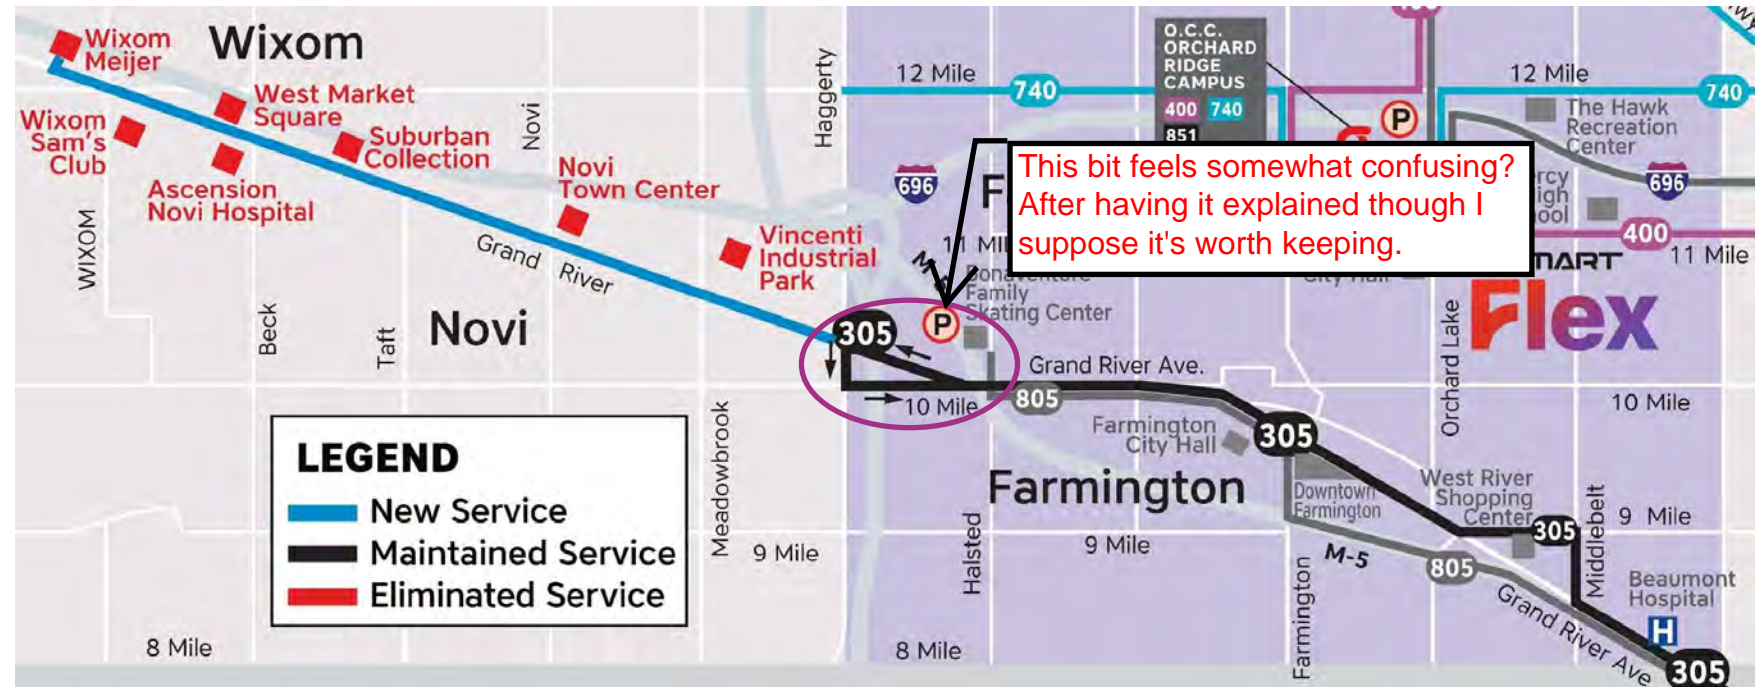 Wixom
Meijer
Wixom
West Market
Square
Wixom
Sam's
Club
Suburban
Collection
Ascension
Novi Hospital
Novi
Novi
Town Center
Vincenti
Industrial
Park
Grand River
WIXOM
Beck
Taft
Novi
Meadowbrook
Haggerty
12 Mile
740
O.C.C.
ORCHARD
RIDGE
CAMPUS
400 740
851
P
12 Mile
740
The Hawk
Recreation
Center
696
696
This bit feels somewhat confusing?
After having it explained though I
suppose it's worth keeping.
400
11 Mile
SMART
Flex
Family
Skating Center
P
305
Grand River Ave.
10 Mile
805
Farmington
City Hall
305
Farmington
Downtown
Farmington
West River
Shopping
Center
305
Orchard Lake
10 Mile
9 Mile
Middlebelt
Halsted
9 Mile
M-5
805
Grand River Ave
Beaumont
Hospital
H
305
Farmington
8 Mile
9 Mile
8 Mile
LEGEND
New Service
Maintained Service
Eliminated Service